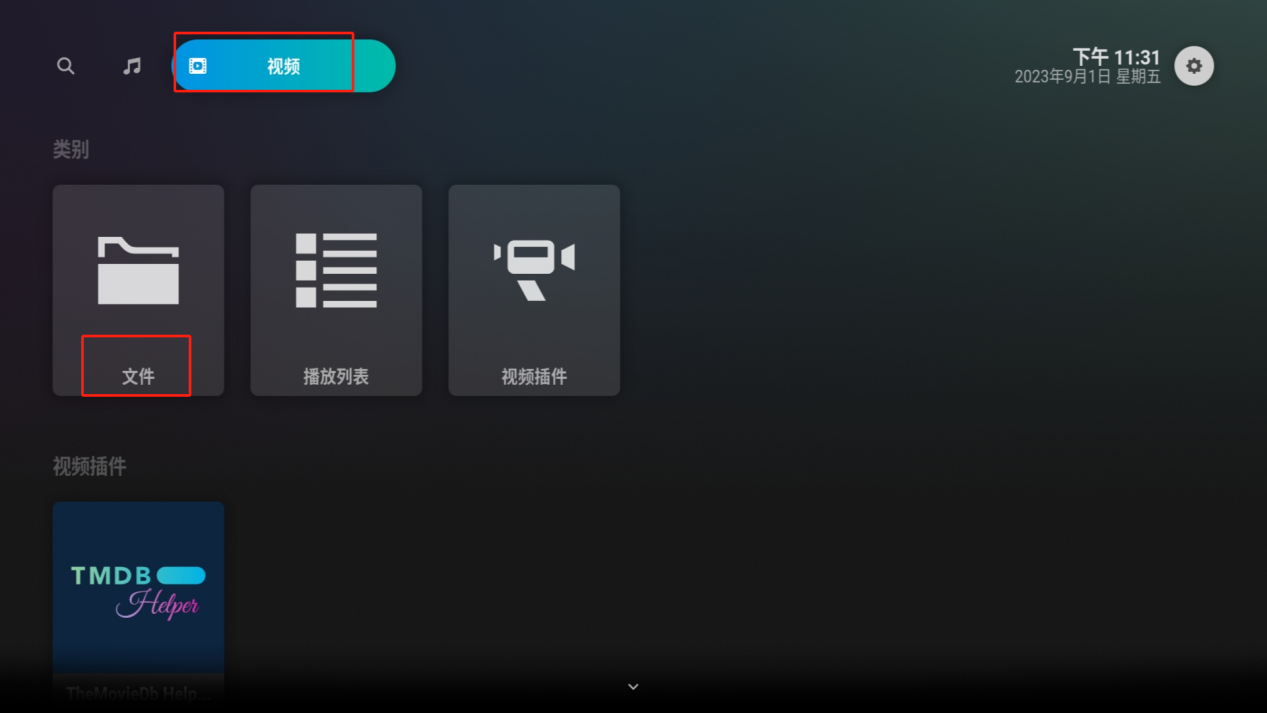 视频
下午 11:31
2023年9月1日 星期五
类别
文件
播放列表
视频插件
视频插件
TMDB
Helper
TheMovieDb Help...